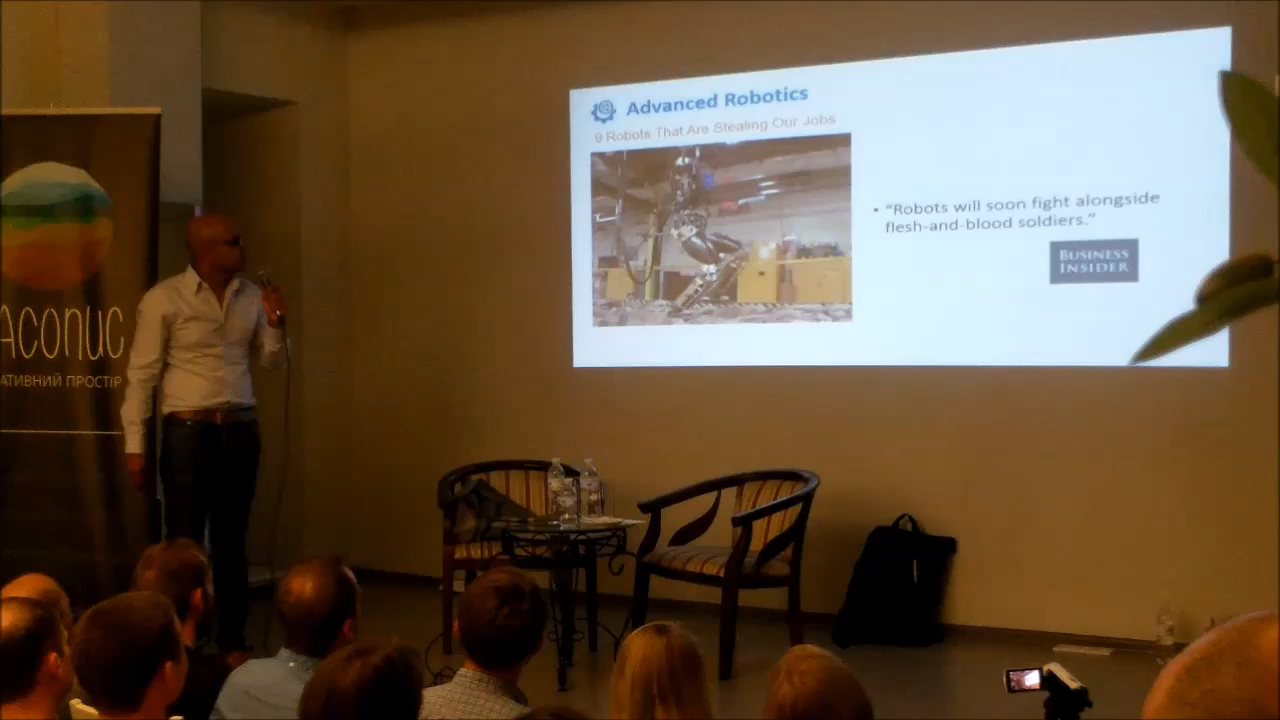 Advanced Robotics
9 Robots That Are Stealing Our Jobs
• “Robots will soon fight alongside
flesh-and-blood soldiers.”
BUSINESS
INSIDER
ЧАСОПИС
АТИВНИЙ ПРОСТІР